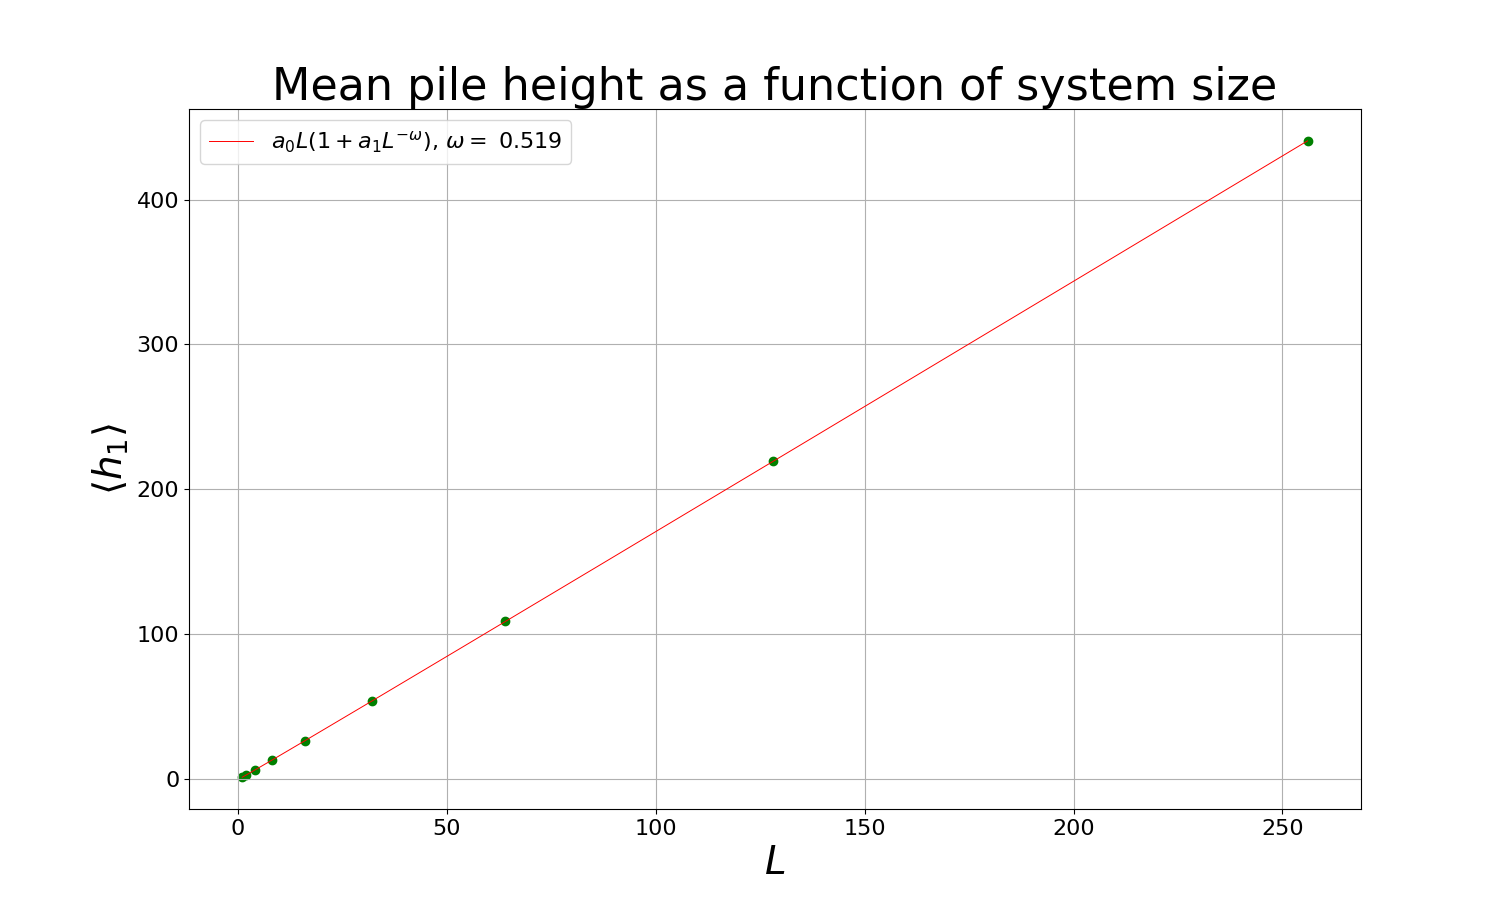 Mean pile height as a function of system size
a₀L(1 + a₁L^{−ω}), ω = 0.519
⟨h₁⟩
400
300
200
100
0
0 50 100 150 200 250
L